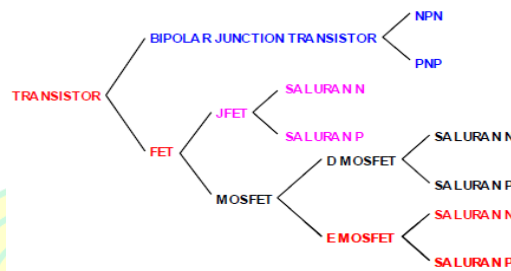 NPN
BIPOLAR JUNCTION TRANSISTOR
PNP
TRANSISTOR
SALURAN N
JFET
SALURAN P
FET
SALURAN N
D MOSFET
SALURAN P
MOSFET
SALURAN N
E MOSFET
SALURAN P